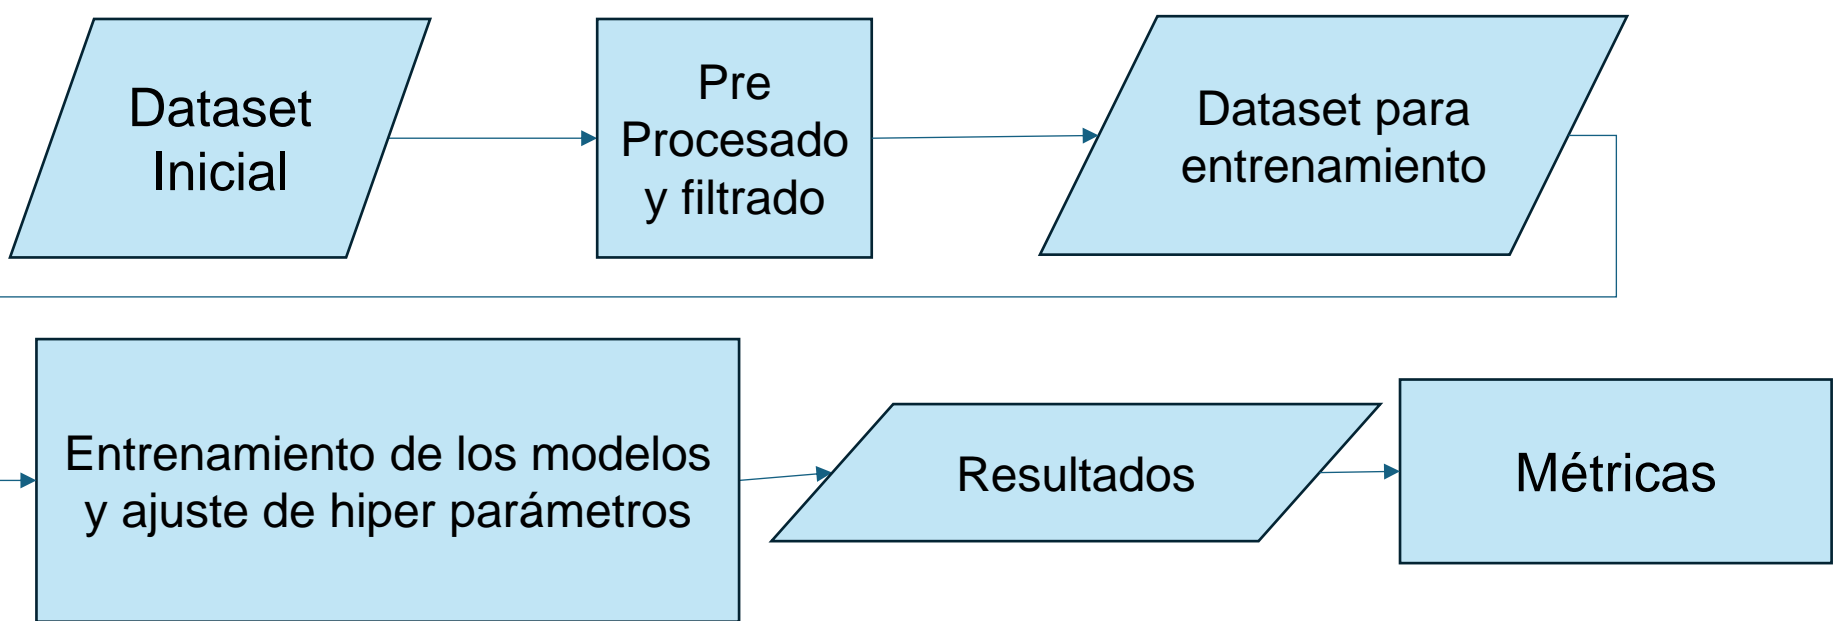 Dataset
Inicial
Pre
Procesado
y filtrado
Dataset para
entrenamiento
Entrenamiento de los modelos
y ajuste de hiper parámetros
Resultados
Métricas